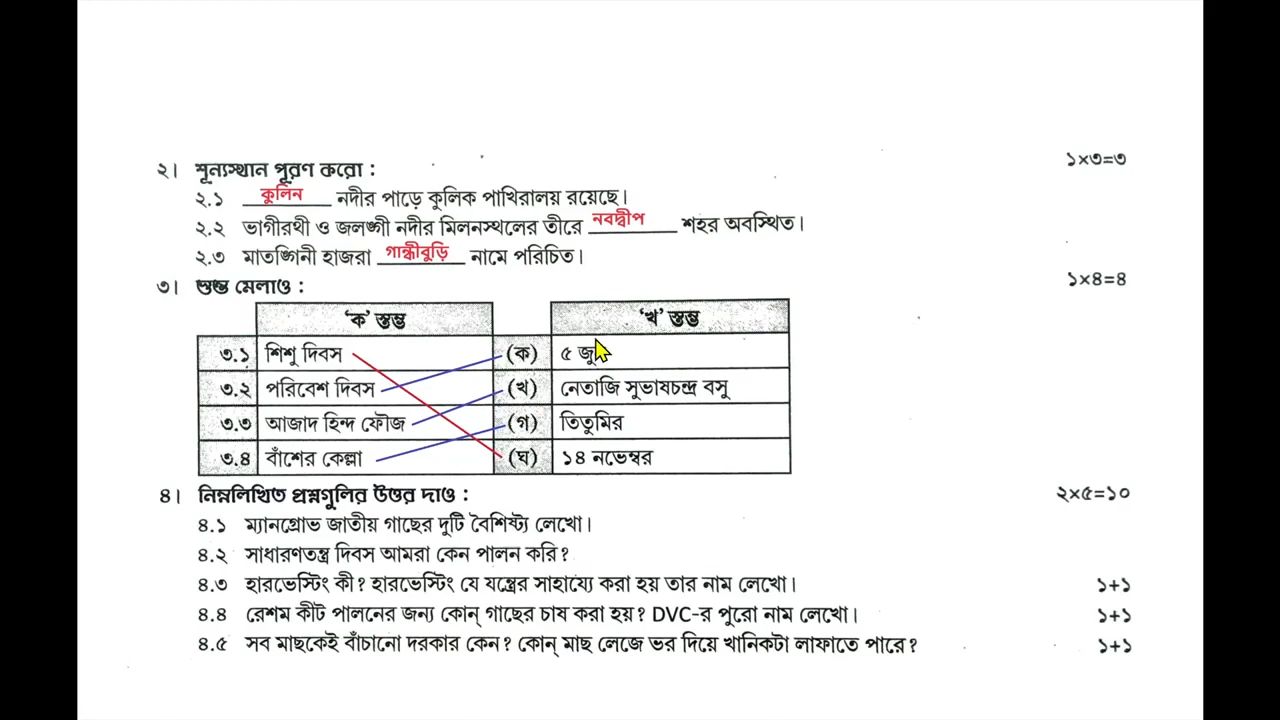 ২। শূন্যস্থান পূরণ করো : ১×৩=৩
২.১ কুলিন নদীর পাড়ে কুলিক পাখিরালয় রয়েছে।
২.২ ভাগীরথী ও জলঙ্গী নদীর মিলনস্থলের তীরে নবদ্বীপ শহর অবস্থিত।
২.৩ মাতঙ্গিনী হাজরা গান্ধীবুড়ি নামে পরিচিত।
৩। স্তম্ভ মেলাও : ১×৪=৪
‘ক’ স্তম্ভ ‘খ’ স্তম্ভ
৩.১ শিশু দিবস (ক) ৫ জু
৩.২ পরিবেশ দিবস (খ) নেতাজি সুভাষচন্দ্র বসু
৩.৩ আজাদ হিন্দ ফৌজ (গ) তিতুমির
৩.৪ বাঁশের কেল্লা (ঘ) ১৪ নভেম্বর
৪। নিম্নলিখিত প্রশ্নগুলির উত্তর দাও : ২×৫=১০
৪.১ ম্যানগ্রোভ জাতীয় গাছের দুটি বৈশিষ্ট্য লেখো।
৪.২ সাধারণতন্ত্র দিবস আমরা কেন পালন করি?
৪.৩ হারভেস্টিং কী? হারভেস্টিং যে যন্ত্রের সাহায্যে করা হয় তার নাম লেখো। ১+১
৪.৪ রেশম কীট পালনের জন্য কোন্ গাছের চাষ করা হয়? DVC-র পুরো নাম লেখো। ১+১
৪.৫ সব মাছকেই বাঁচানো দরকার কেন? কোন্ মাছ লেজে ভর দিয়ে খানিকটা লাফাতে পারে? ১+১